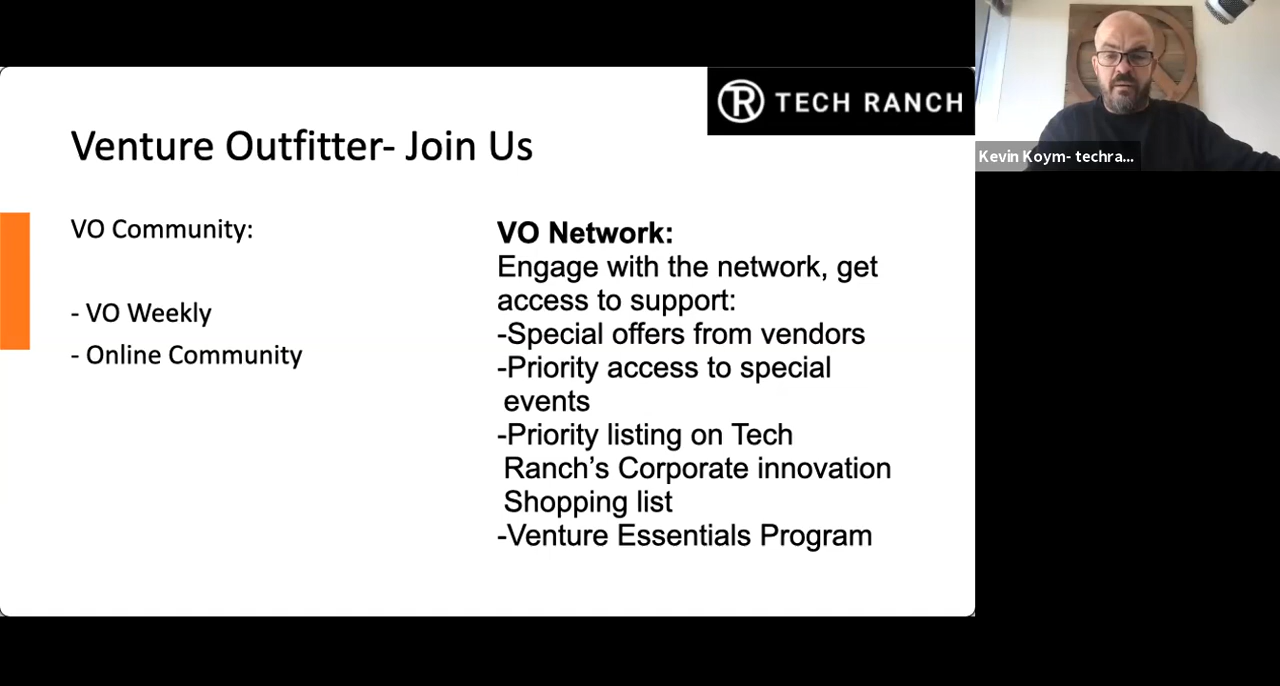 TECH RANCH
Venture Outfitter- Join Us
VO Community:
- VO Weekly
- Online Community
VO Network:
Engage with the network, get
access to support:
-Special offers from vendors
-Priority access to special
events
-Priority listing on Tech
Ranch's Corporate innovation
Shopping list
-Venture Essentials Program
Kevin Koym- techra...